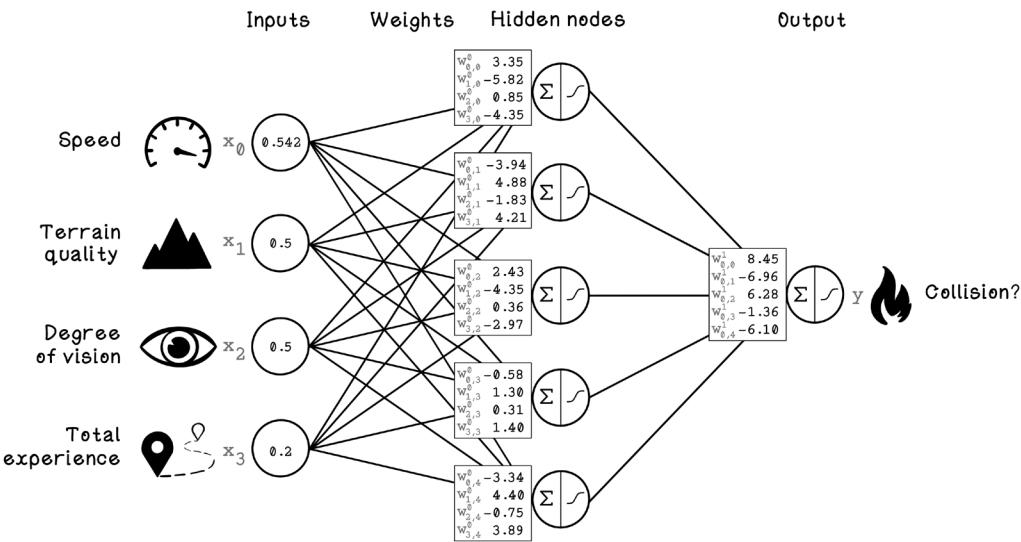 Inputs Weights Hidden nodes Output
Speed x0 0.542
Terrain
quality x1 0.5
Degree
of vision x2 0.5
Total
experience x3 0.2
w⁰0,0 3.35
w⁰1,0 -5.82
w⁰2,0 0.85
w⁰3,0 -4.35
Σ
w⁰0,1 -3.94
w⁰1,1 4.88
w⁰2,1 -1.83
w⁰3,1 4.21
Σ
w⁰0,2 2.43
w⁰1,2 -4.35
w⁰2,2 0.36
w⁰3,2 -2.97
Σ
w⁰0,3 -0.58
w⁰1,3 1.30
w⁰2,3 0.31
w⁰3,3 1.40
Σ
w⁰0,4 -3.34
w⁰1,4 4.40
w⁰2,4 -0.75
w⁰3,4 3.89
Σ
w¹0,0 8.45
w¹0,1 -6.96
w¹0,2 6.28
w¹0,3 -1.36
w¹0,4 -6.10
Σ
y Collision?